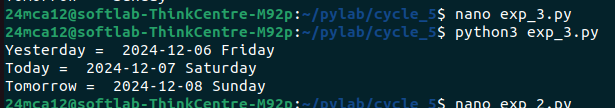 24mca12@softlab-ThinkCentre-M92p:~/pylab/cycle_5$ nano exp_3.py
24mca12@softlab-ThinkCentre-M92p:~/pylab/cycle_5$ python3 exp_3.py
Yesterday =  2024-12-06 Friday
Today =  2024-12-07 Saturday
Tomorrow =  2024-12-08 Sunday
24mca12@softlab-ThinkCentre-M92p:~/pylab/cycle_5$ nano exp_2.py